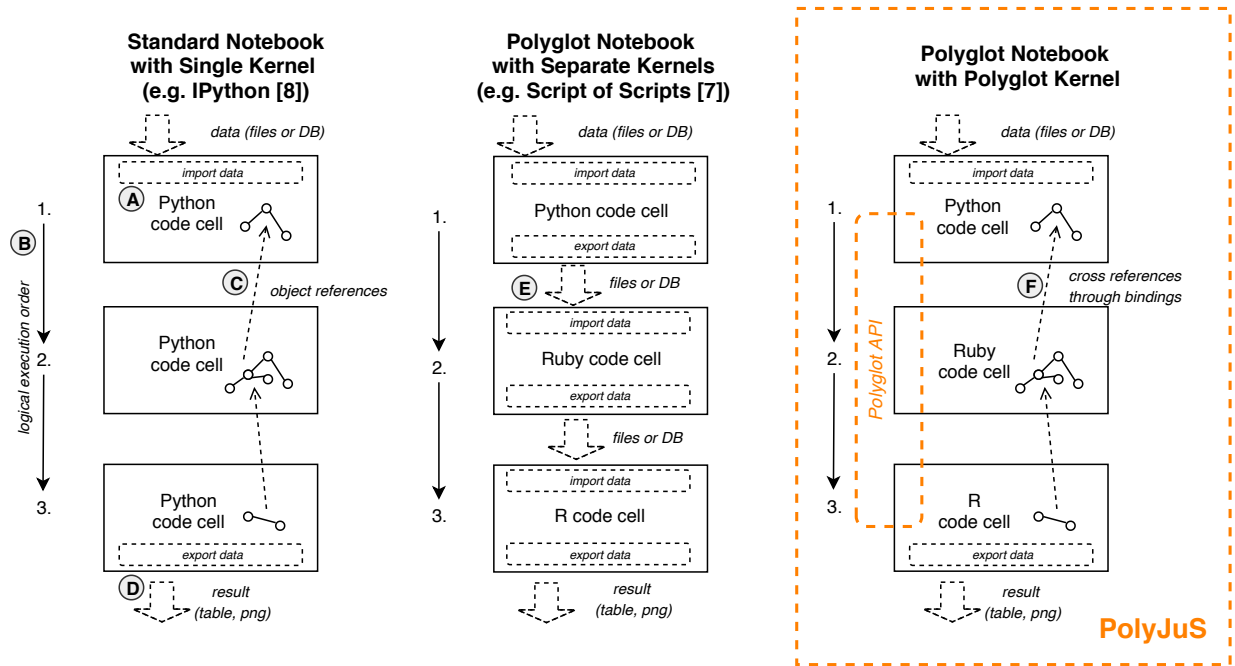 Standard Notebook
with Single Kernel
(e.g. IPython [8])
data (files or DB)
import data
A
Python
code cell
1.
B
C
object references
logical execution order
Python
code cell
2.
Python
code cell
3.
export data
D
result
(table, png)
Polyglot Notebook
with Separate Kernels
(e.g. Script of Scripts [7])
data (files or DB)
import data
1.
Python code cell
export data
E
files or DB
import data
2.
Ruby code cell
export data
files or DB
import data
3.
R code cell
export data
result
(table, png)
Polyglot Notebook
with Polyglot Kernel
data (files or DB)
import data
1.
Python
code cell
F
cross references
through bindings
Polyglot API
2.
Ruby
code cell
3.
R
code cell
export data
result
(table, png)
PolyJuS